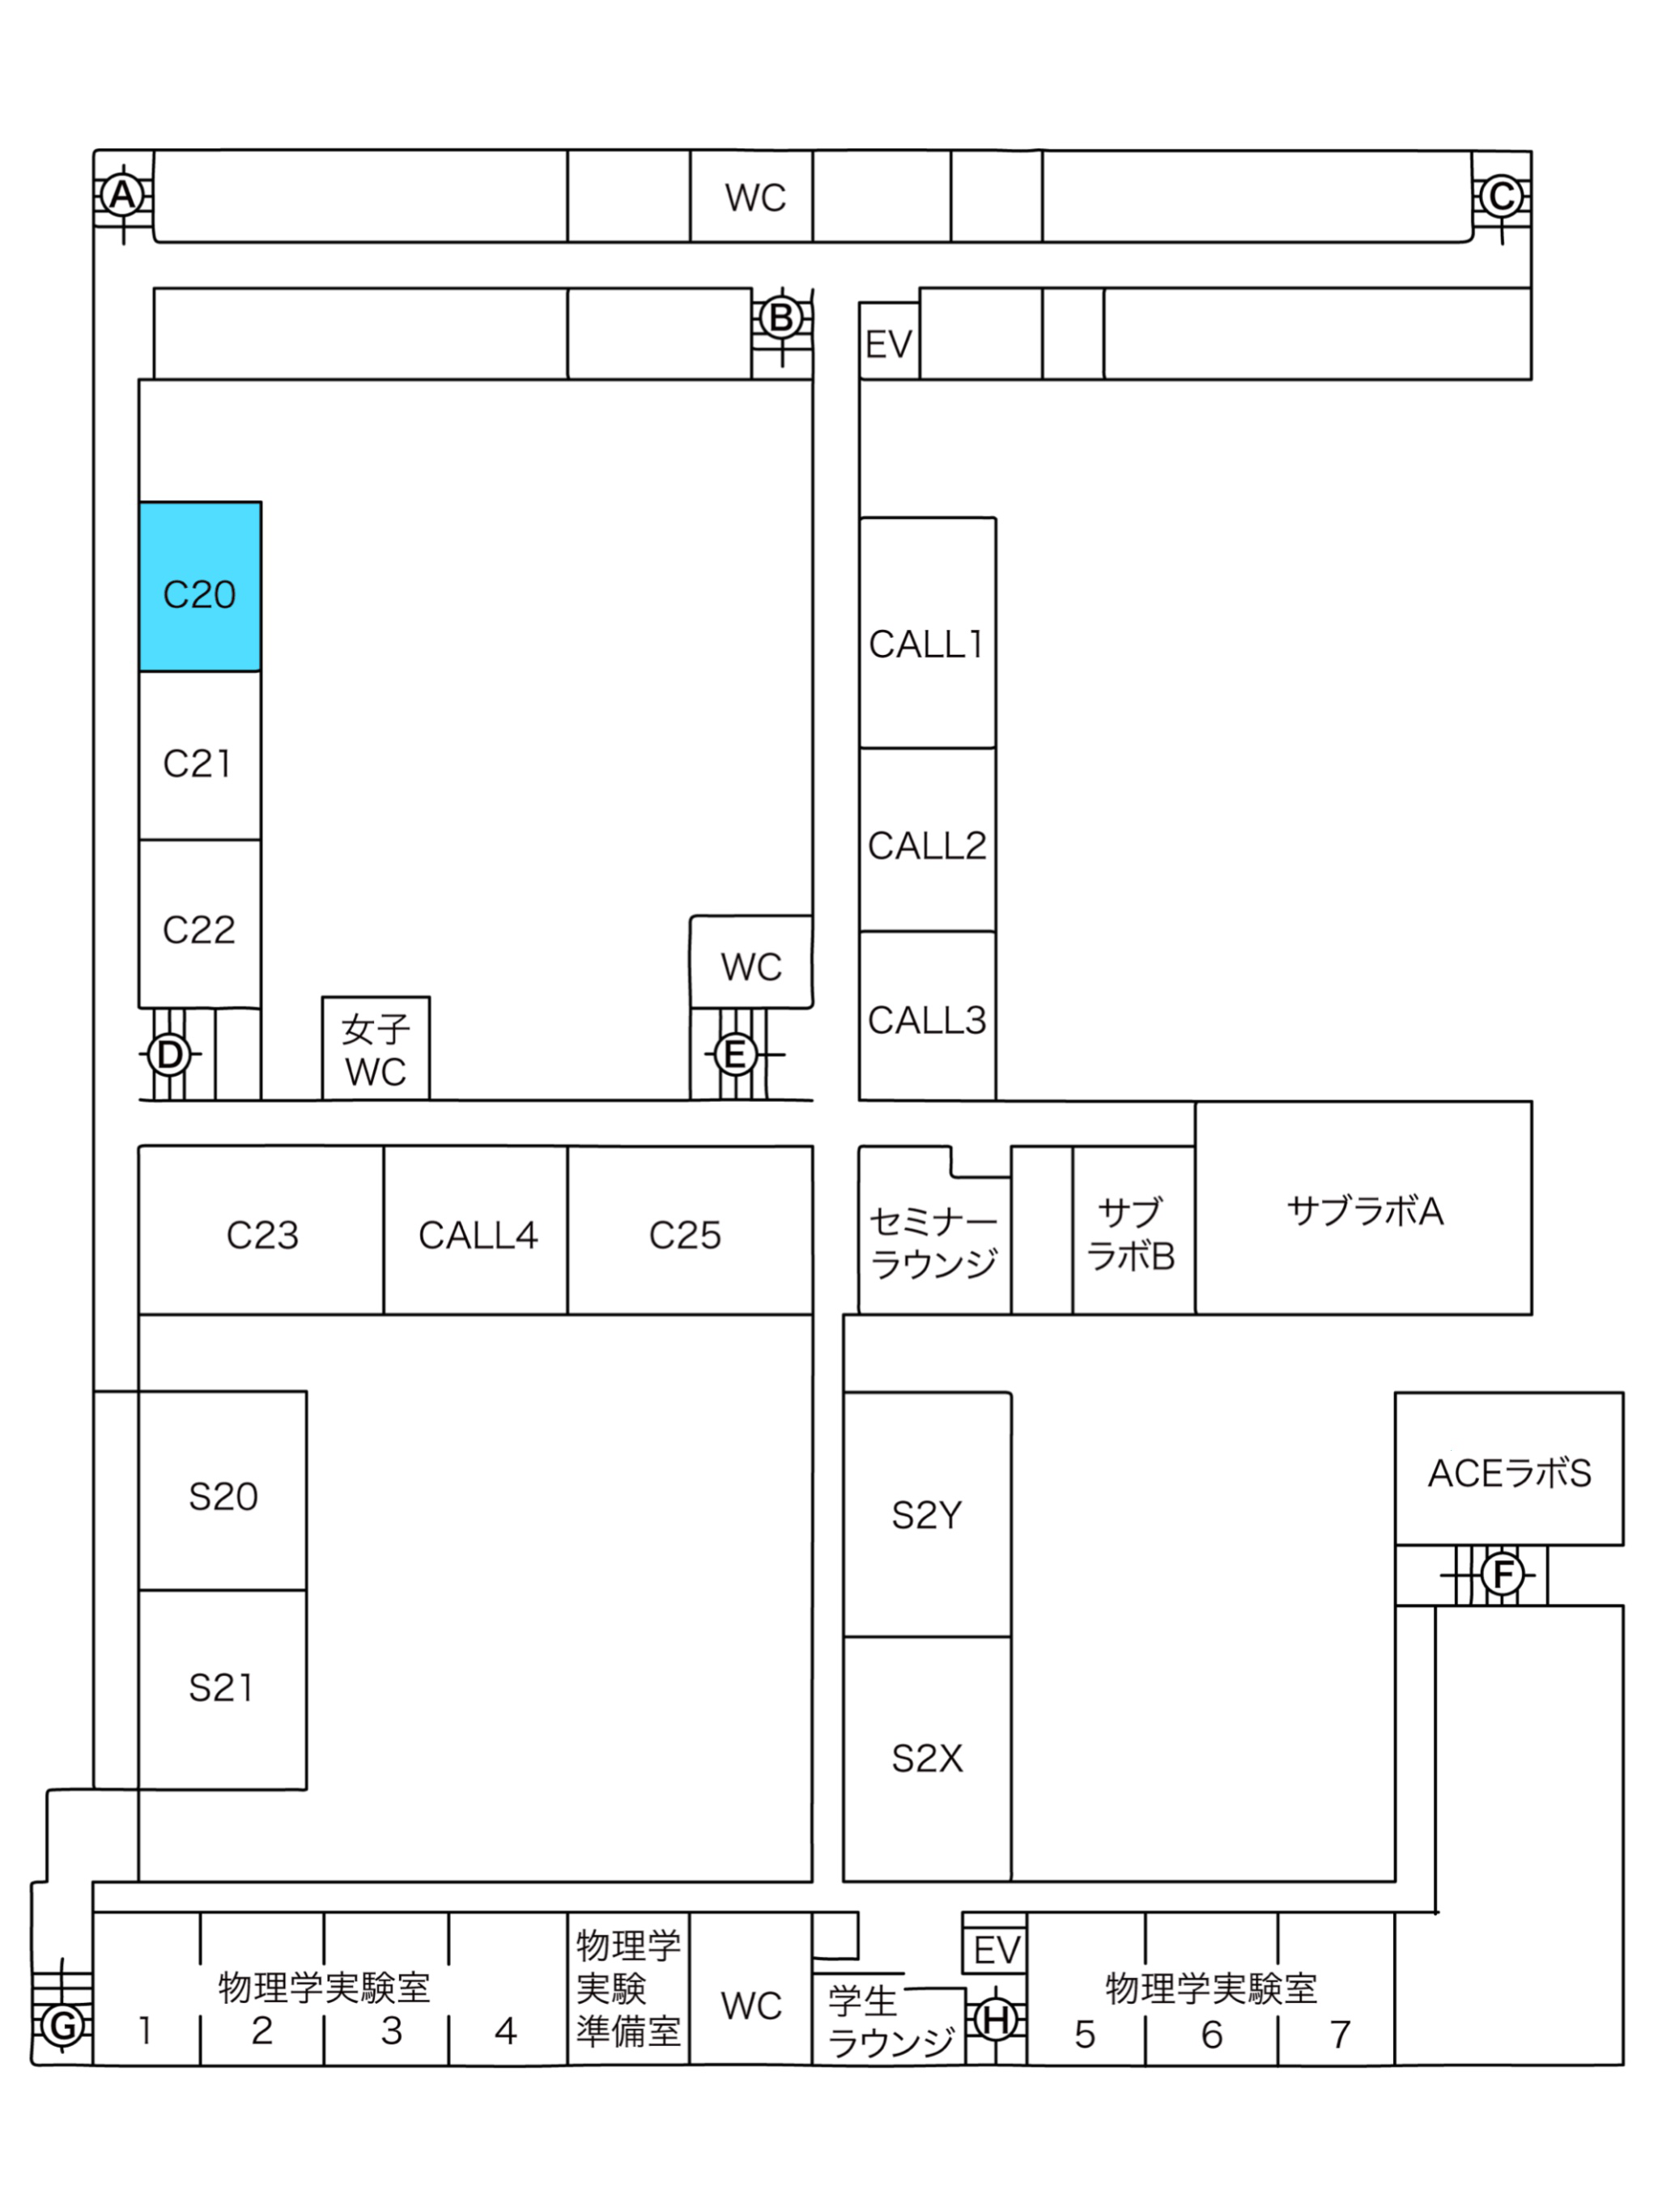 A
WC
C
B
EV
C20
CALL1
C21
CALL2
C22
WC
CALL3
女子
WC
D
E
C23
CALL4
C25
セミナー
ラウンジ
サブ
ラボB
サブラボA
S20
S2Y
ACEラボS
F
S21
S2X
物理学実験室
1
2
3
4
物理学
実験
準備室
WC
学生
ラウンジ
EV
H
物理学実験室
5
6
7
G